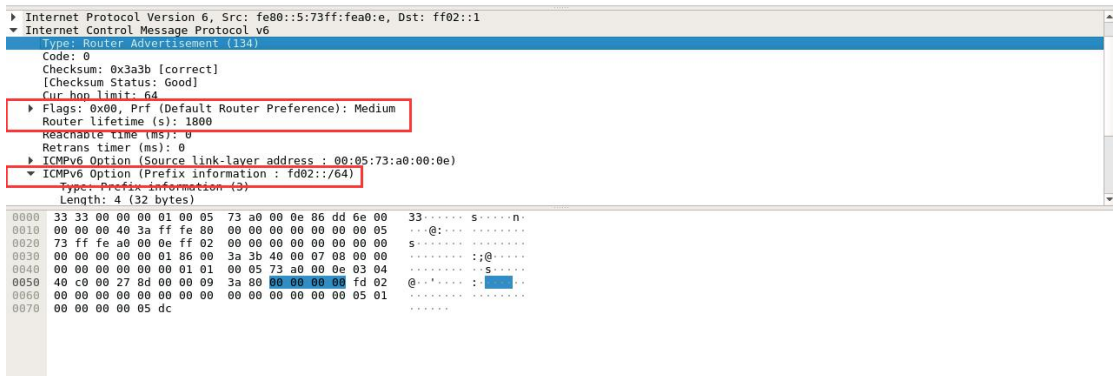 Internet Protocol Version 6, Src: fe80::5:73ff:fea0:e, Dst: ff02::1
Internet Control Message Protocol v6
Type: Router Advertisement (134)
Code: 0
Checksum: 0x3a3b [correct]
[Checksum Status: Good]
Cur hop limit: 64
Flags: 0x00, Prf (Default Router Preference): Medium
Router lifetime (s): 1800
Reachable time (ms): 0
Retrans timer (ms): 0
ICMPv6 Option (Source link-layer address : 00:05:73:a0:00:0e)
ICMPv6 Option (Prefix information : fd02::/64)
Type: Prefix information (3)
Length: 4 (32 bytes)
0000 33 33 00 00 00 01 00 05 73 a0 00 0e 86 dd 6e 00 33······ s·····n·
0010 00 00 00 40 3a ff fe 80 00 00 00 00 00 00 00 05 ···@:··· ········
0020 73 ff fe a0 00 0e ff 02 00 00 00 00 00 00 00 00 s······· ········
0030 00 00 00 00 00 01 86 00 3a 3b 40 00 07 08 00 00 ········ :;@·····
0040 00 00 00 00 00 00 01 01 00 05 73 a0 00 0e 03 04 ········ ··s·····
0050 40 c0 00 27 8d 00 00 09 3a 80 00 00 00 00 fd 02 @··'···· :·······
0060 00 00 00 00 00 00 00 00 00 00 00 00 00 00 05 01 ········ ········
0070 00 00 00 00 05 dc ······